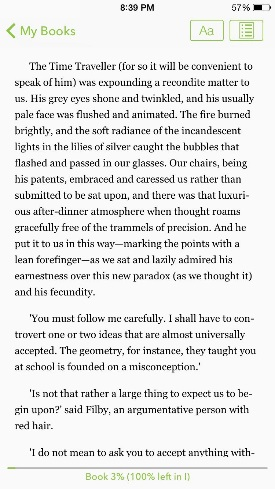 8:39 PM
57%
My Books
Aa
The Time Traveller (for so it will be convenient to
speak of him) was expounding a recondite matter to
us. His grey eyes shone and twinkled, and his usually
pale face was flushed and animated. The fire burned
brightly, and the soft radiance of the incandescent
lights in the lilies of silver caught the bubbles that
flashed and passed in our glasses. Our chairs, being
his patents, embraced and caressed us rather than
submitted to be sat upon, and there was that luxuri-
ous after-dinner atmosphere when thought roams
gracefully free of the trammels of precision. And he
put it to us in this way—marking the points with a
lean forefinger—as we sat and lazily admired his
earnestness over this new paradox (as we thought it)
and his fecundity.
'You must follow me carefully. I shall have to con-
trovert one or two ideas that are almost universally
accepted. The geometry, for instance, they taught you
at school is founded on a misconception.'
'Is not that rather a large thing to expect us to be-
gin upon?' said Filby, an argumentative person with
red hair.
'I do not mean to ask you to accept anything with-
Book 3% (100% left in I)